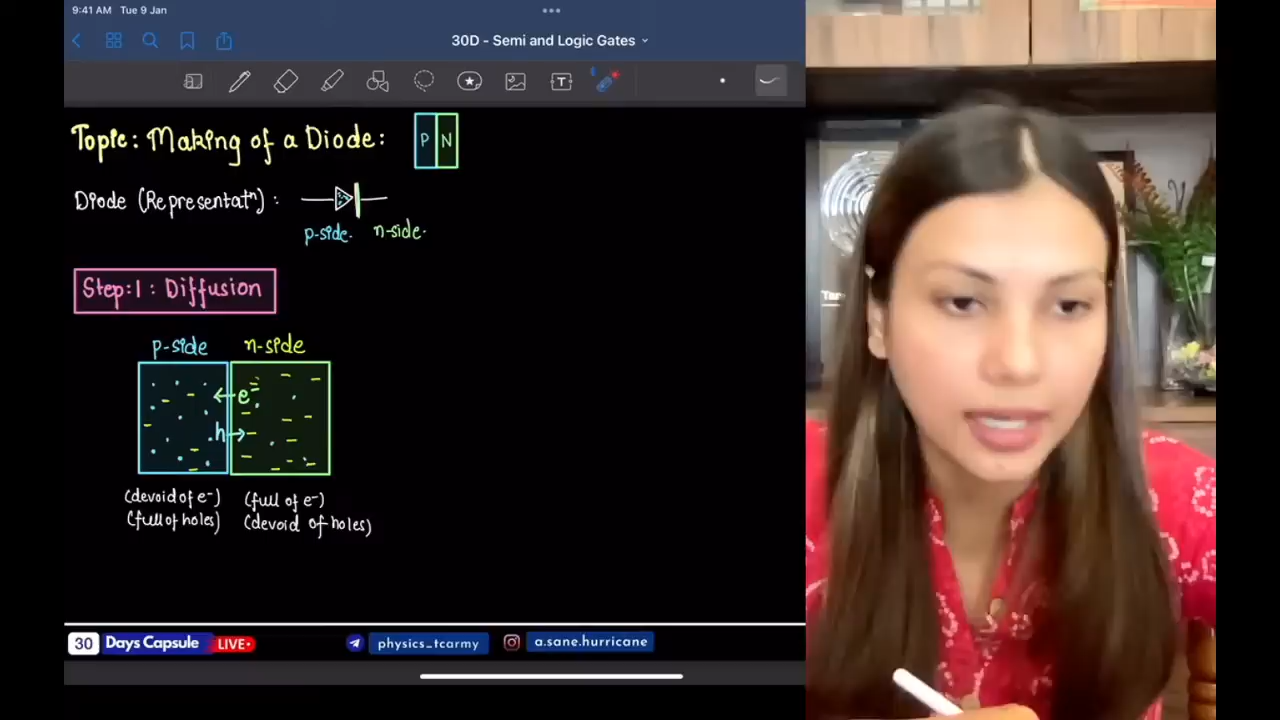 9:41 AM Tue 9 Jan
30D - Semi and Logic Gates
T
Topic: Making of a Diode: P N
Diode (Representatⁿ) :
p-side. n-side.
Step:1 : Diffusion
p-side n-side
← e⁻
h →
(devoid of e⁻) (full of e⁻)
(full of holes) (devoid of holes)
30 Days Capsule LIVE physics_tcarmy a.sane.hurricane